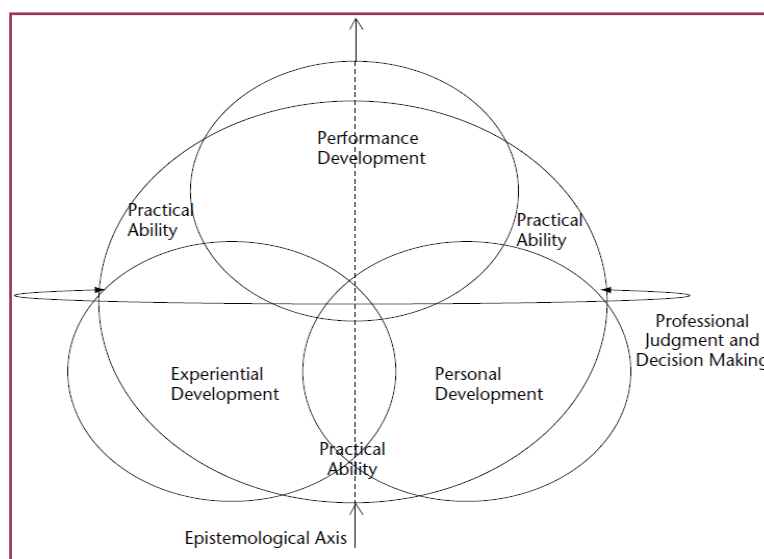 Performance
Development
Practical
Ability
Practical
Ability
Professional
Judgment and
Decision Making
Experiential
Development
Personal
Development
Practical
Ability
Epistemological Axis